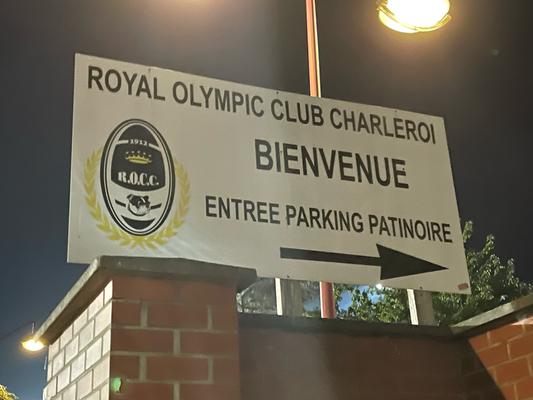 ROYAL OLYMPIC CLUB CHARLEROI
BIENVENUE
1912
R.O.C.C.
ENTREE PARKING PATINOIRE